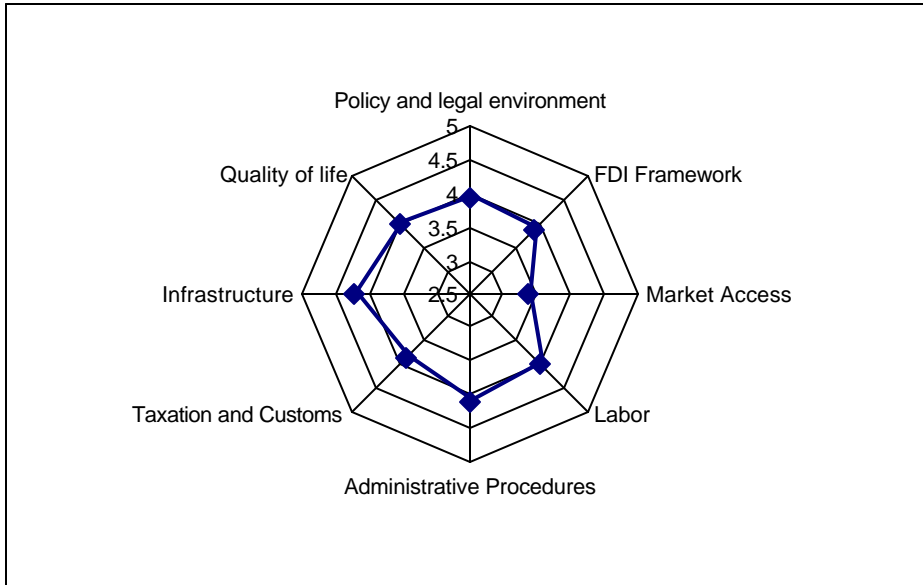 Policy and legal environment
5
4.5
Quality of life
FDI Framework
4
3.5
3
Infrastructure
2.5
Market Access
Taxation and Customs
Labor
Administrative Procedures